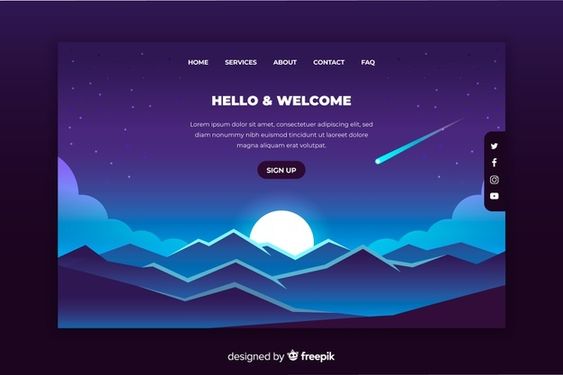 HOME SERVICES ABOUT CONTACT FAQ
HELLO & WELCOME
Lorem ipsum dolor sit amet, consectetuer adipiscing elit, sed
diam nonummy nibh euismod tincidunt ut laoreet dolore
magna aliquam erat volutpat.
SIGN UP
designed by freepik